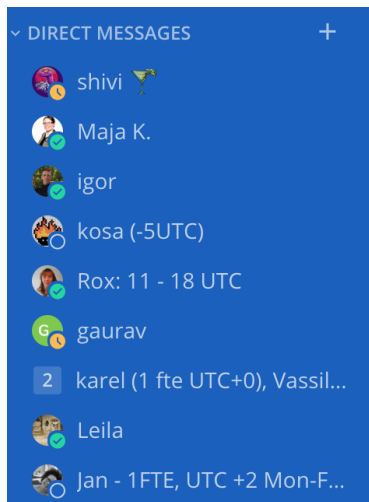 DIRECT MESSAGES
shivi
Maja K.
igor
kosa (-5UTC)
Rox: 11 - 18 UTC
G gaurav
2 karel (1 fte UTC+0), Vassil...
Leila
Jan - 1FTE, UTC +2 Mon-F...